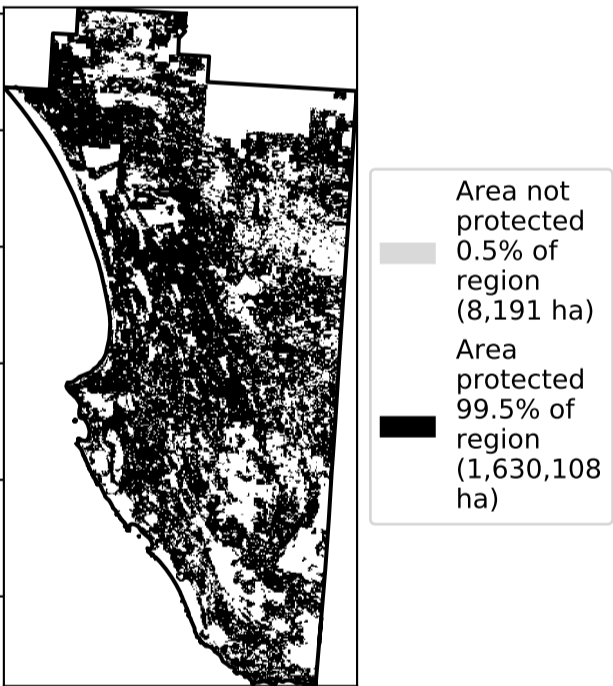 Area not
protected
0.5% of
region
(8,191 ha)
Area
protected
99.5% of
region
(1,630,108
ha)